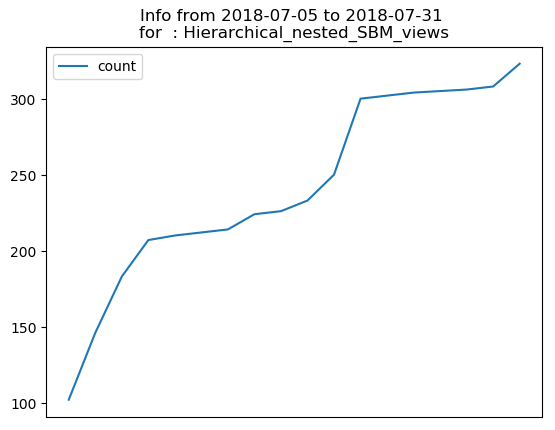 Info from 2018-07-05 to 2018-07-31
for  : Hierarchical_nested_SBM_views
count
300
250
200
150
100